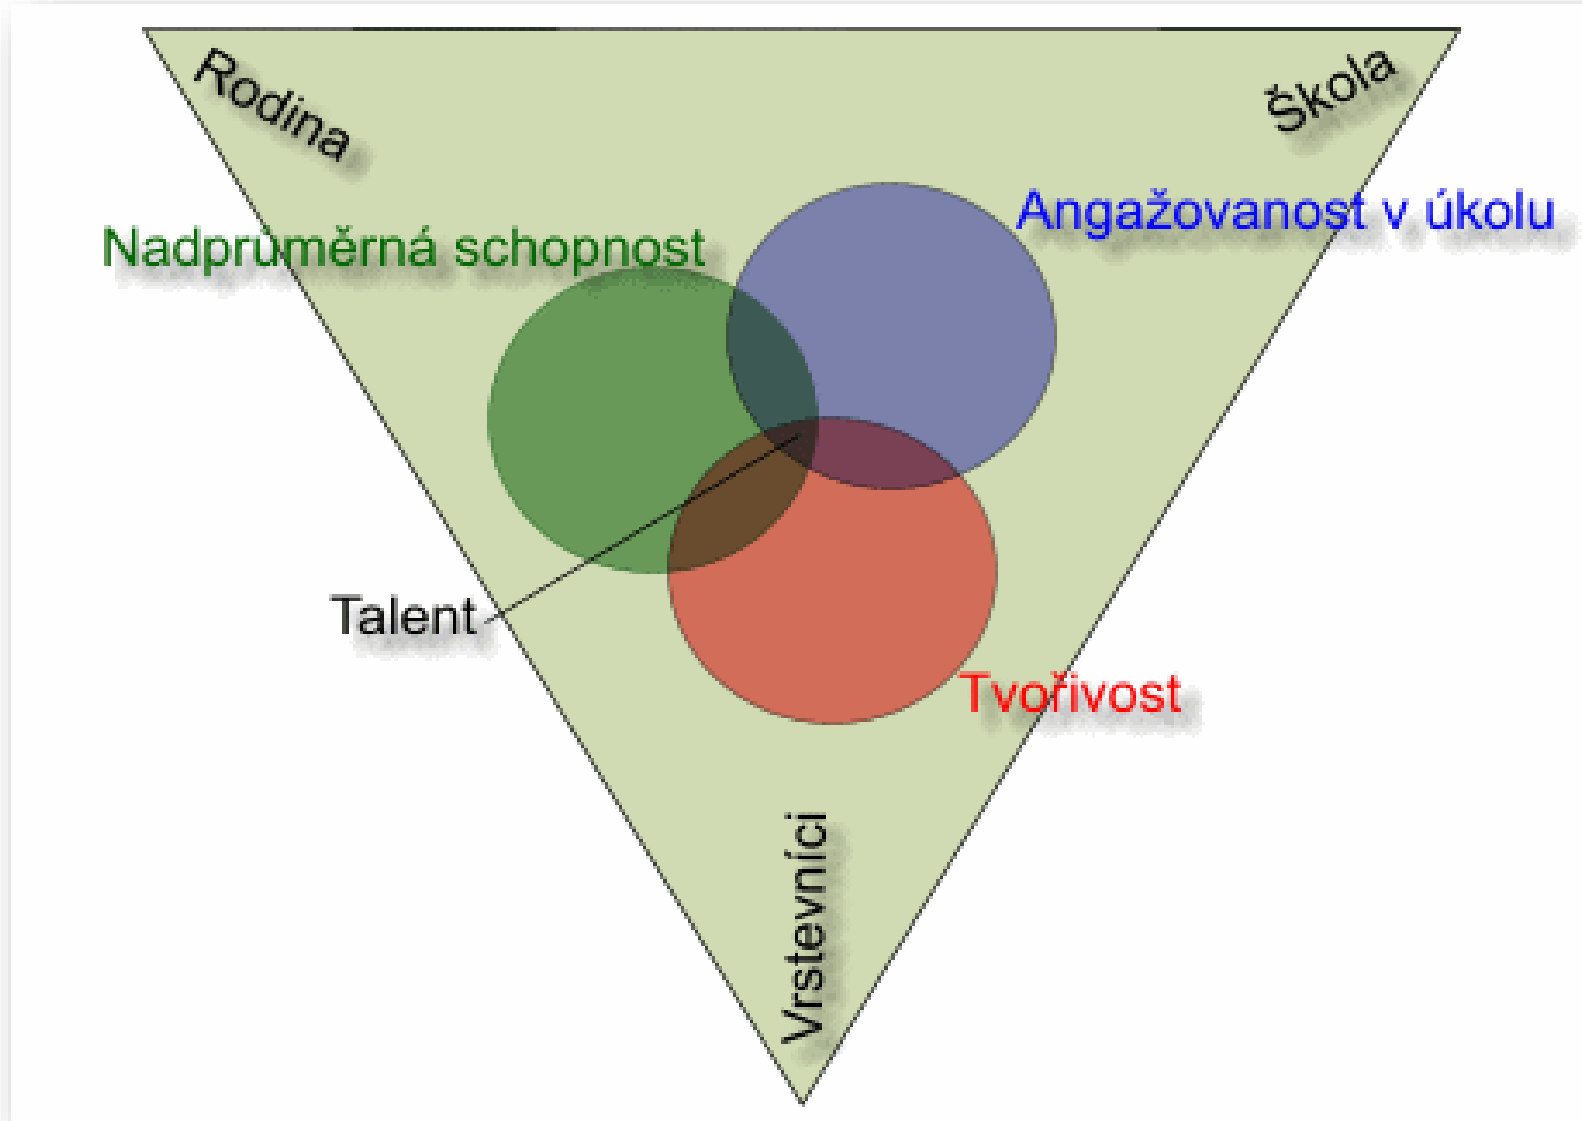 Rodina
Škola
Angažovanost v úkolu
Nadprůměrná schopnost
Talent
Tvořivost
Vrstevníci